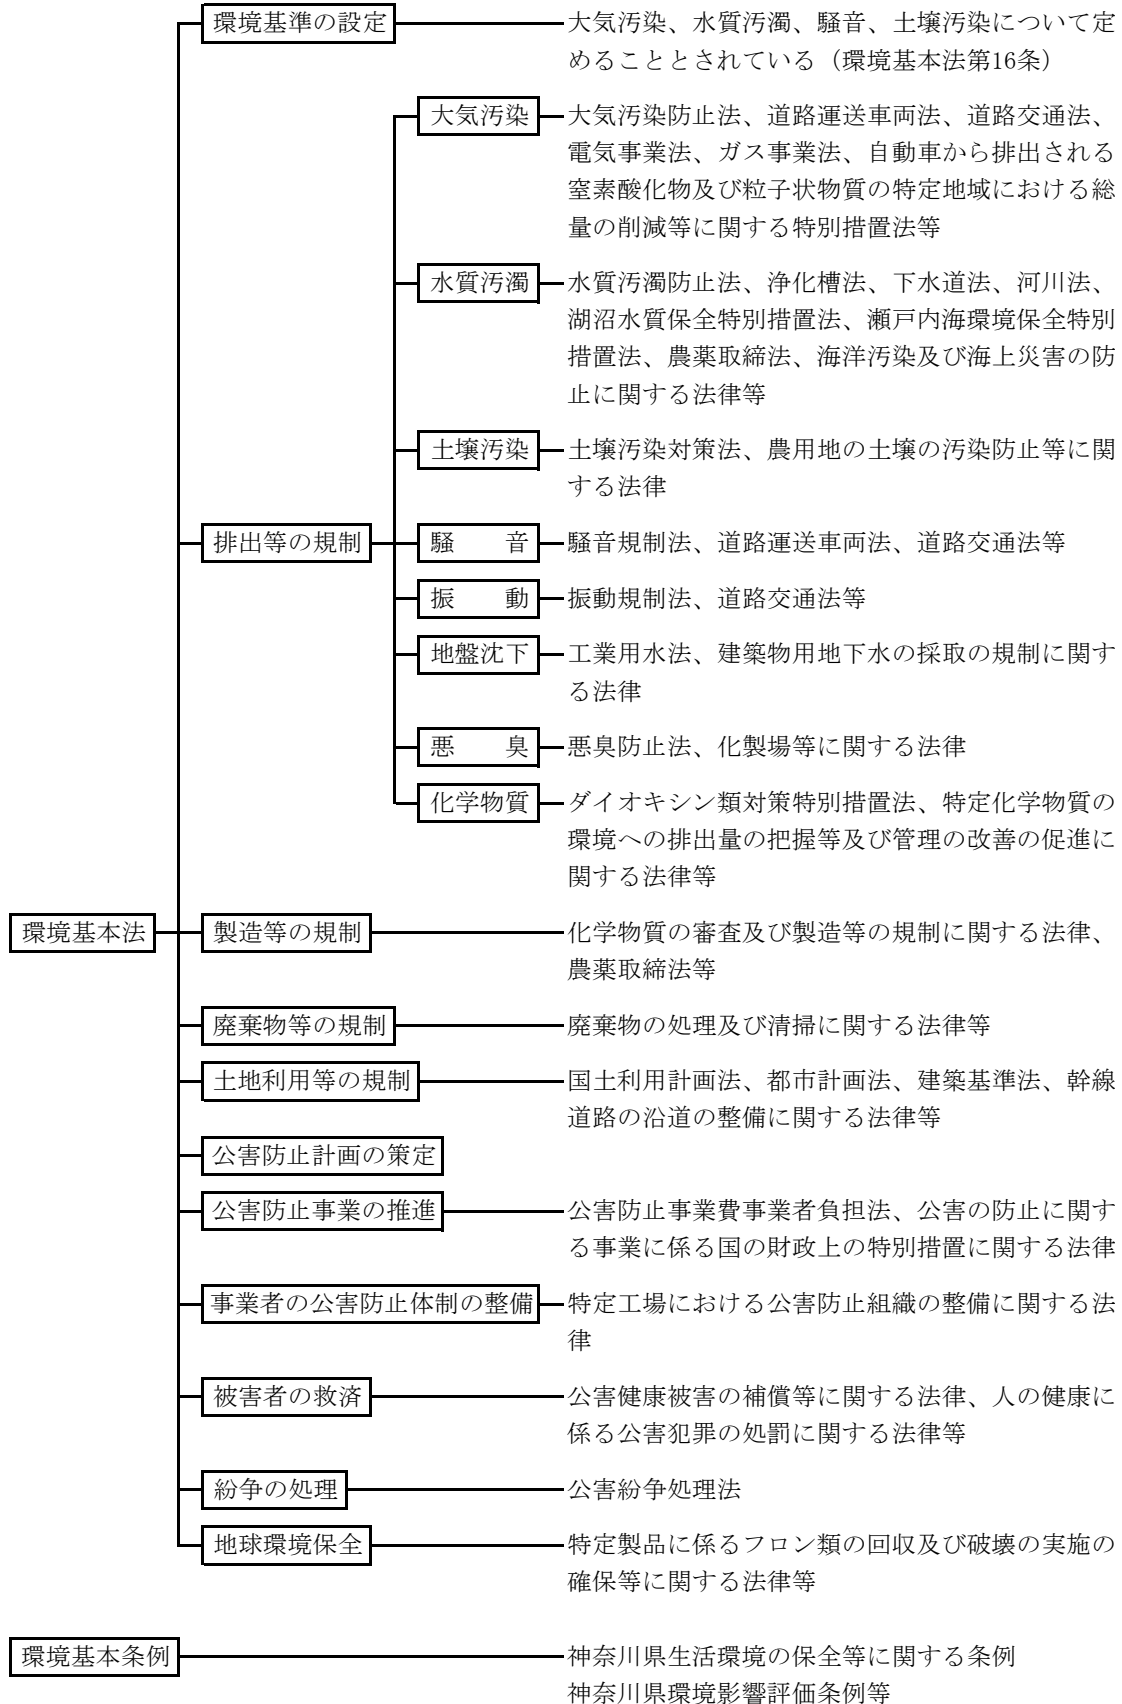 環境基準の設定
大気汚染、水質汚濁、騒音、土壌汚染について定
めることとされている（環境基本法第16条）
大気汚染
大気汚染防止法、道路運送車両法、道路交通法、
電気事業法、ガス事業法、自動車から排出される
窒素酸化物及び粒子状物質の特定地域における総
量の削減等に関する特別措置法等
水質汚濁
水質汚濁防止法、浄化槽法、下水道法、河川法、
湖沼水質保全特別措置法、瀬戸内海環境保全特別
措置法、農薬取締法、海洋汚染及び海上災害の防
止に関する法律等
土壌汚染
土壌汚染対策法、農用地の土壌の汚染防止等に関
する法律
排出等の規制
騒　　音
騒音規制法、道路運送車両法、道路交通法等
振　　動
振動規制法、道路交通法等
地盤沈下
工業用水法、建築物用地下水の採取の規制に関す
る法律
悪　　臭
悪臭防止法、化製場等に関する法律
化学物質
ダイオキシン類対策特別措置法、特定化学物質の
環境への排出量の把握等及び管理の改善の促進に
関する法律等
環境基本法
製造等の規制
化学物質の審査及び製造等の規制に関する法律、
農薬取締法等
廃棄物等の規制
廃棄物の処理及び清掃に関する法律等
土地利用等の規制
国土利用計画法、都市計画法、建築基準法、幹線
道路の沿道の整備に関する法律等
公害防止計画の策定
公害防止事業の推進
公害防止事業費事業者負担法、公害の防止に関す
る事業に係る国の財政上の特別措置に関する法律
事業者の公害防止体制の整備
特定工場における公害防止組織の整備に関する法
律
被害者の救済
公害健康被害の補償等に関する法律、人の健康に
係る公害犯罪の処罰に関する法律等
紛争の処理
公害紛争処理法
地球環境保全
特定製品に係るフロン類の回収及び破壊の実施の
確保等に関する法律等
環境基本条例
神奈川県生活環境の保全等に関する条例
神奈川県環境影響評価条例等